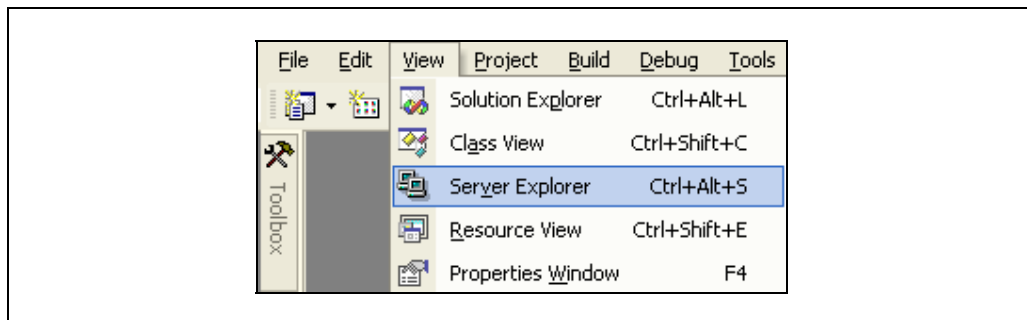 File Edit View Project Build Debug Tools
Solution Explorer Ctrl+Alt+L
Class View Ctrl+Shift+C
Server Explorer Ctrl+Alt+S
Resource View Ctrl+Shift+E
Properties Window F4
Toolbox